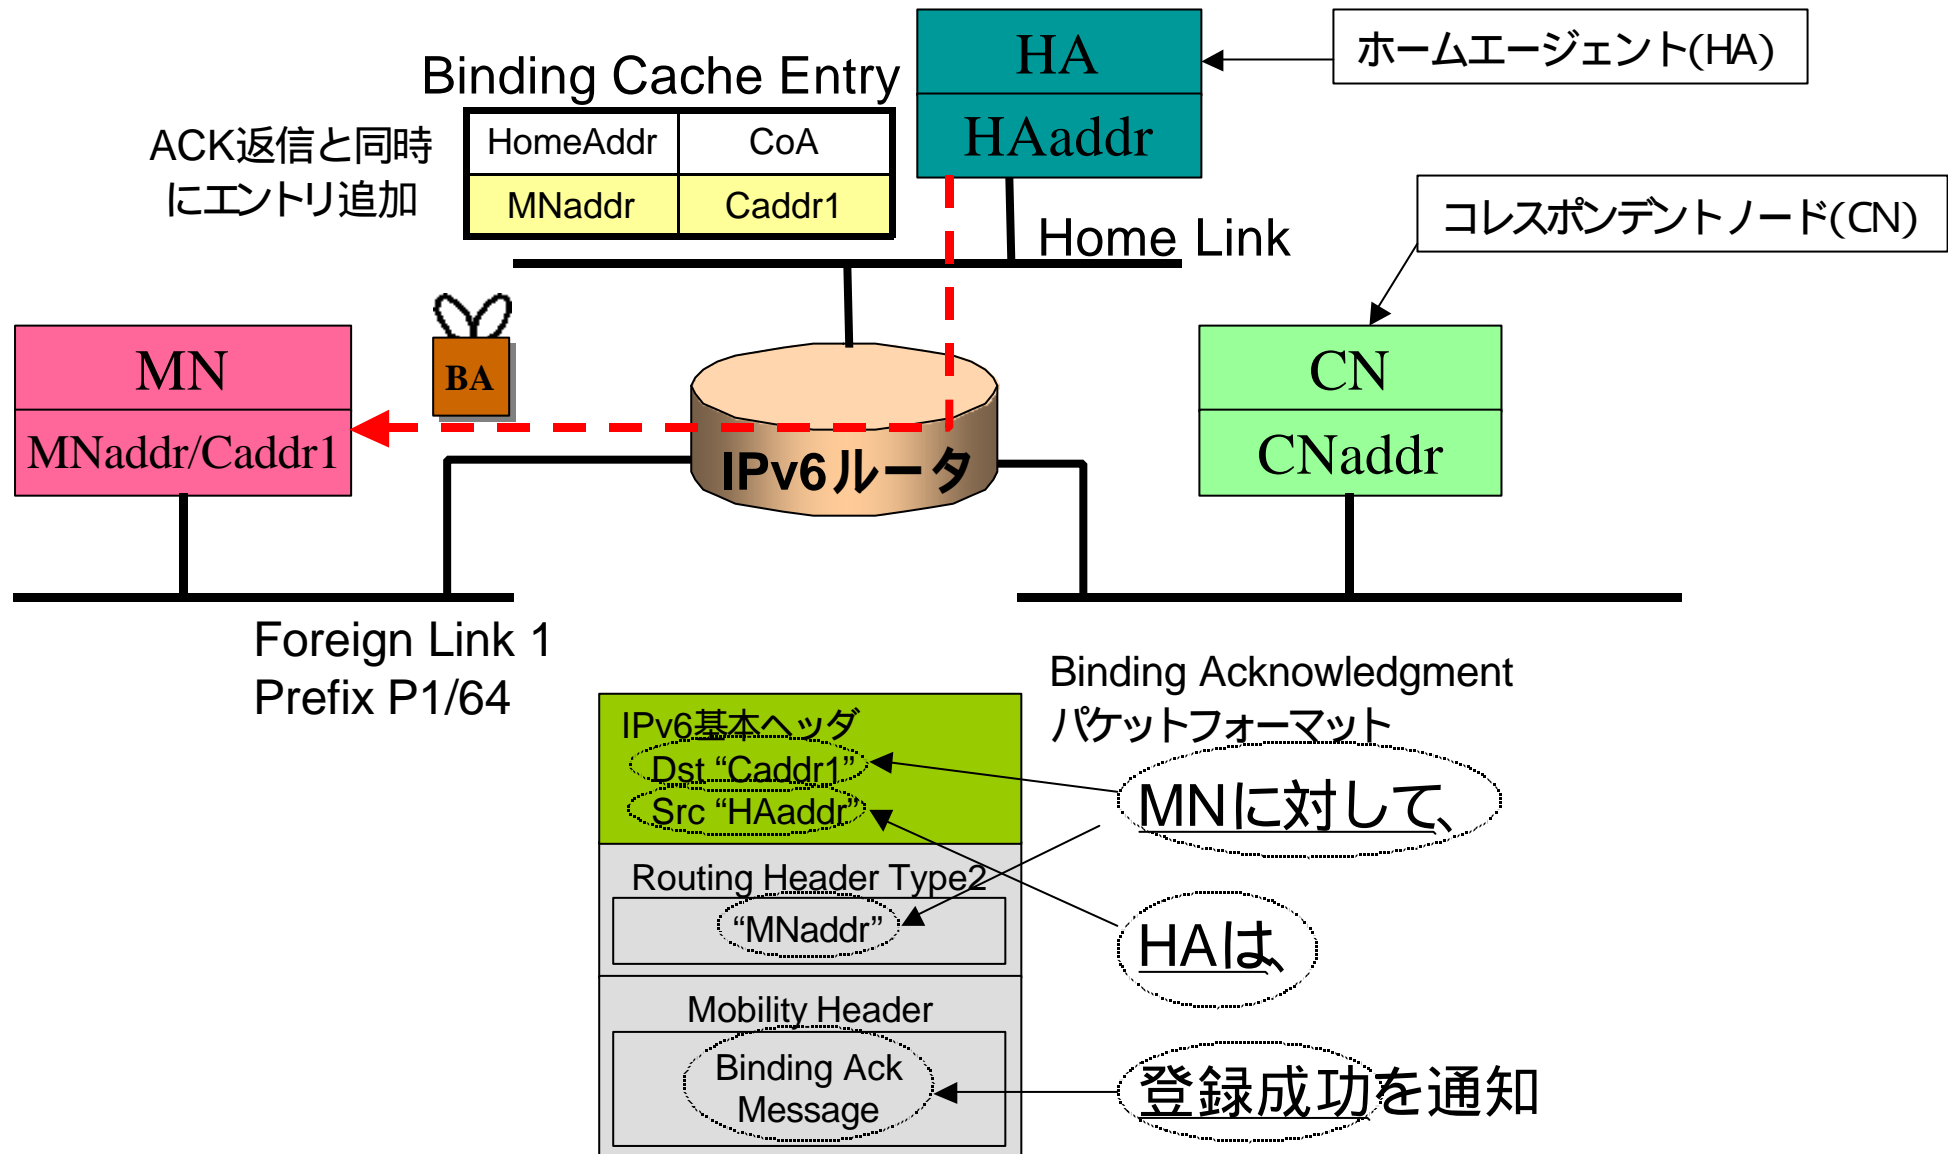 HA
HAaddr
ホームエージェント(HA)
Binding Cache Entry
HomeAddr CoA
MNaddr Caddr1
ACK返信と同時
にエントリ追加
Home Link
コレスポンデントノード(CN)
MN
MNaddr/Caddr1
BA
IPv6ルータ
CN
CNaddr
Foreign Link 1
Prefix P1/64
Binding Acknowledgment
パケットフォーマット
IPv6基本ヘッダ
Dst “Caddr1”
Src “HAaddr”
Routing Header Type2
“MNaddr”
Mobility Header
Binding Ack
Message
MNに対して、
HAは、
登録成功を通知